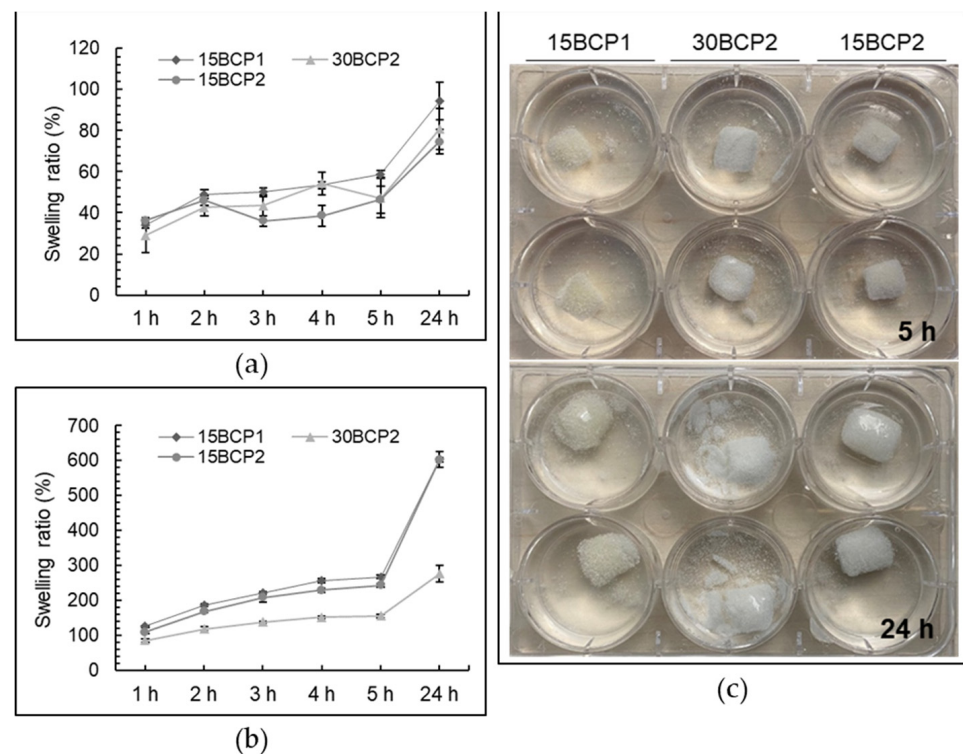 120
100
80
60
40
20
0
Swelling ratio (%)
15BCP1
30BCP2
15BCP2
1 h 2 h 3 h 4 h 5 h 24 h
(a)
700
600
500
400
300
200
100
0
Swelling ratio (%)
15BCP1
30BCP2
15BCP2
1 h 2 h 3 h 4 h 5 h 24 h
(b)
15BCP1 30BCP2 15BCP2
5 h
24 h
(c)